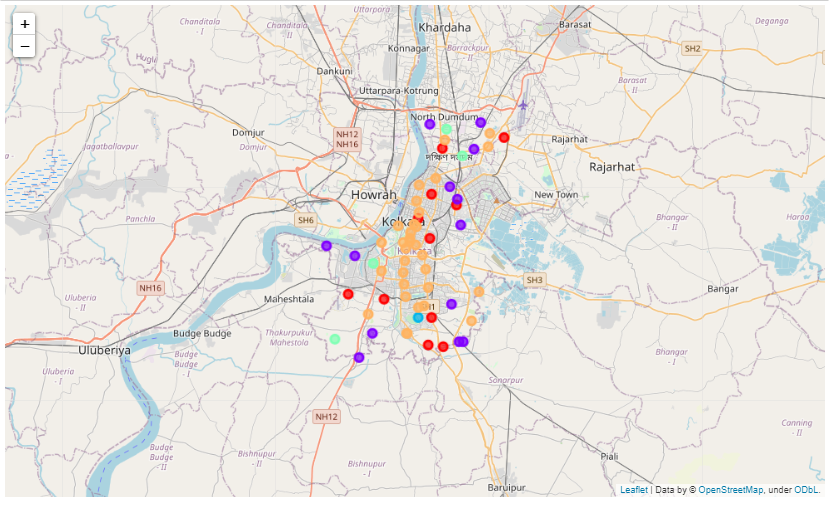 +
−
Uttarpara
Chanditala
- II
Khardaha
Barasat
Deganga
Konnagar
Barrackpur
- II
SH2
Chanditala
- I
Hugli
Dankuni
Uttarpara-Kotrung
Barasat
- II
North Dumdum
Domjur
Domjur
NH12
NH16
Jagatballavpur
Rajarhat
Rajarhat
Howrah
New Town
Panchla
SH6
Kolkata
Kolkata
Bhangar
- II
Haroa
NH16
SH3
Bangar
Uluberia
- II
Maheshtala
Budge Budge
Thakurpukur
Mahestola
Uluberiya
Budge
Budge
- I
Bhangar
- I
Uluberia
- I
Sonarpur
NH12
Canning
- I
Budge
Budge
- II
Bishnupur
- II
Bishnupur
- I
Piali
Baruipur
Leaflet | Data by © OpenStreetMap, under ODbL.